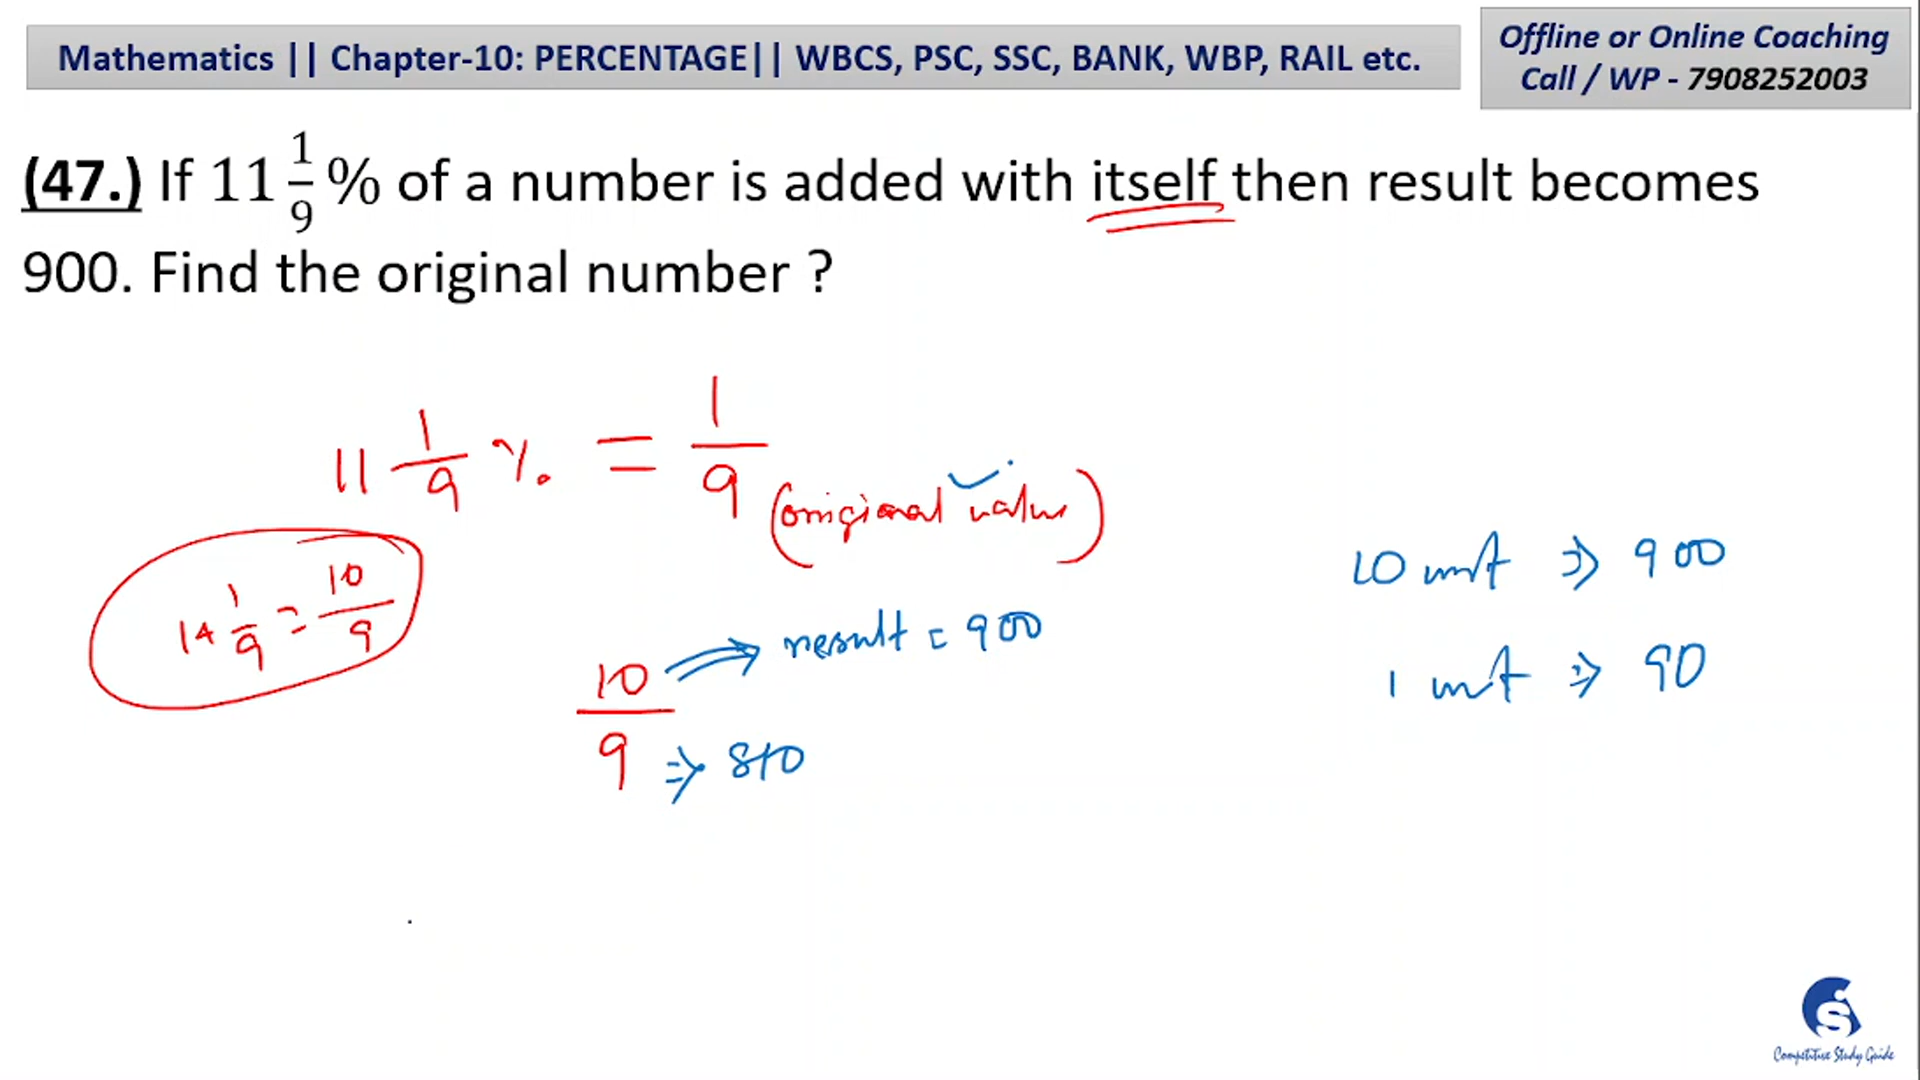 Mathematics || Chapter-10: PERCENTAGE|| WBCS, PSC, SSC, BANK, WBP, RAIL etc.
Offline or Online Coaching
Call / WP - 7908252003
(47.) If 11 1/9 % of a number is added with itself then result becomes
900. Find the original number ?
11 1/9 % = 1/9 (original value)
1+ 1/9 = 10/9
10/9
result = 900
⇒ 810
10 unit ⇒ 900
1 unit ⇒ 90
Competitive Study Guide